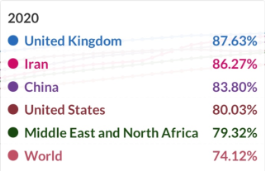 2020
United Kingdom 87.63%
Iran 86.27%
China 83.80%
United States 80.03%
Middle East and North Africa 79.32%
World 74.12%